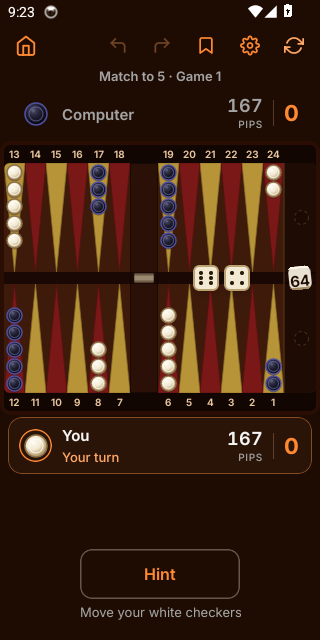 9:23
Match to 5 · Game 1
Computer
167
PIPS
0
13 14 15 16 17 18 19 20 21 22 23 24
64
12 11 10 9 8 7 6 5 4 3 2 1
You
Your turn
167
PIPS
0
Hint
Move your white checkers